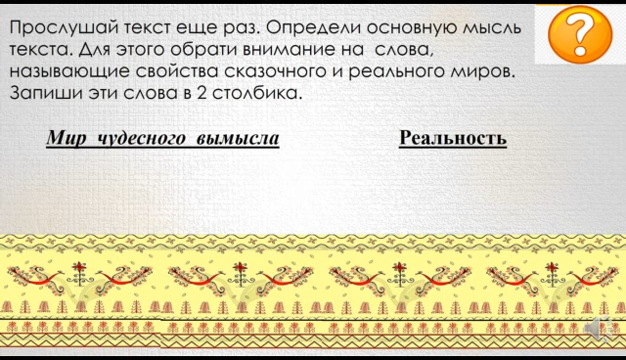 Прослушай текст еще раз. Определи основную мысль
текста. Для этого обрати внимание на слова,
называющие свойства сказочного и реального миров.
Запиши эти слова в 2 столбика.
Мир чудесного вымысла
Реальность